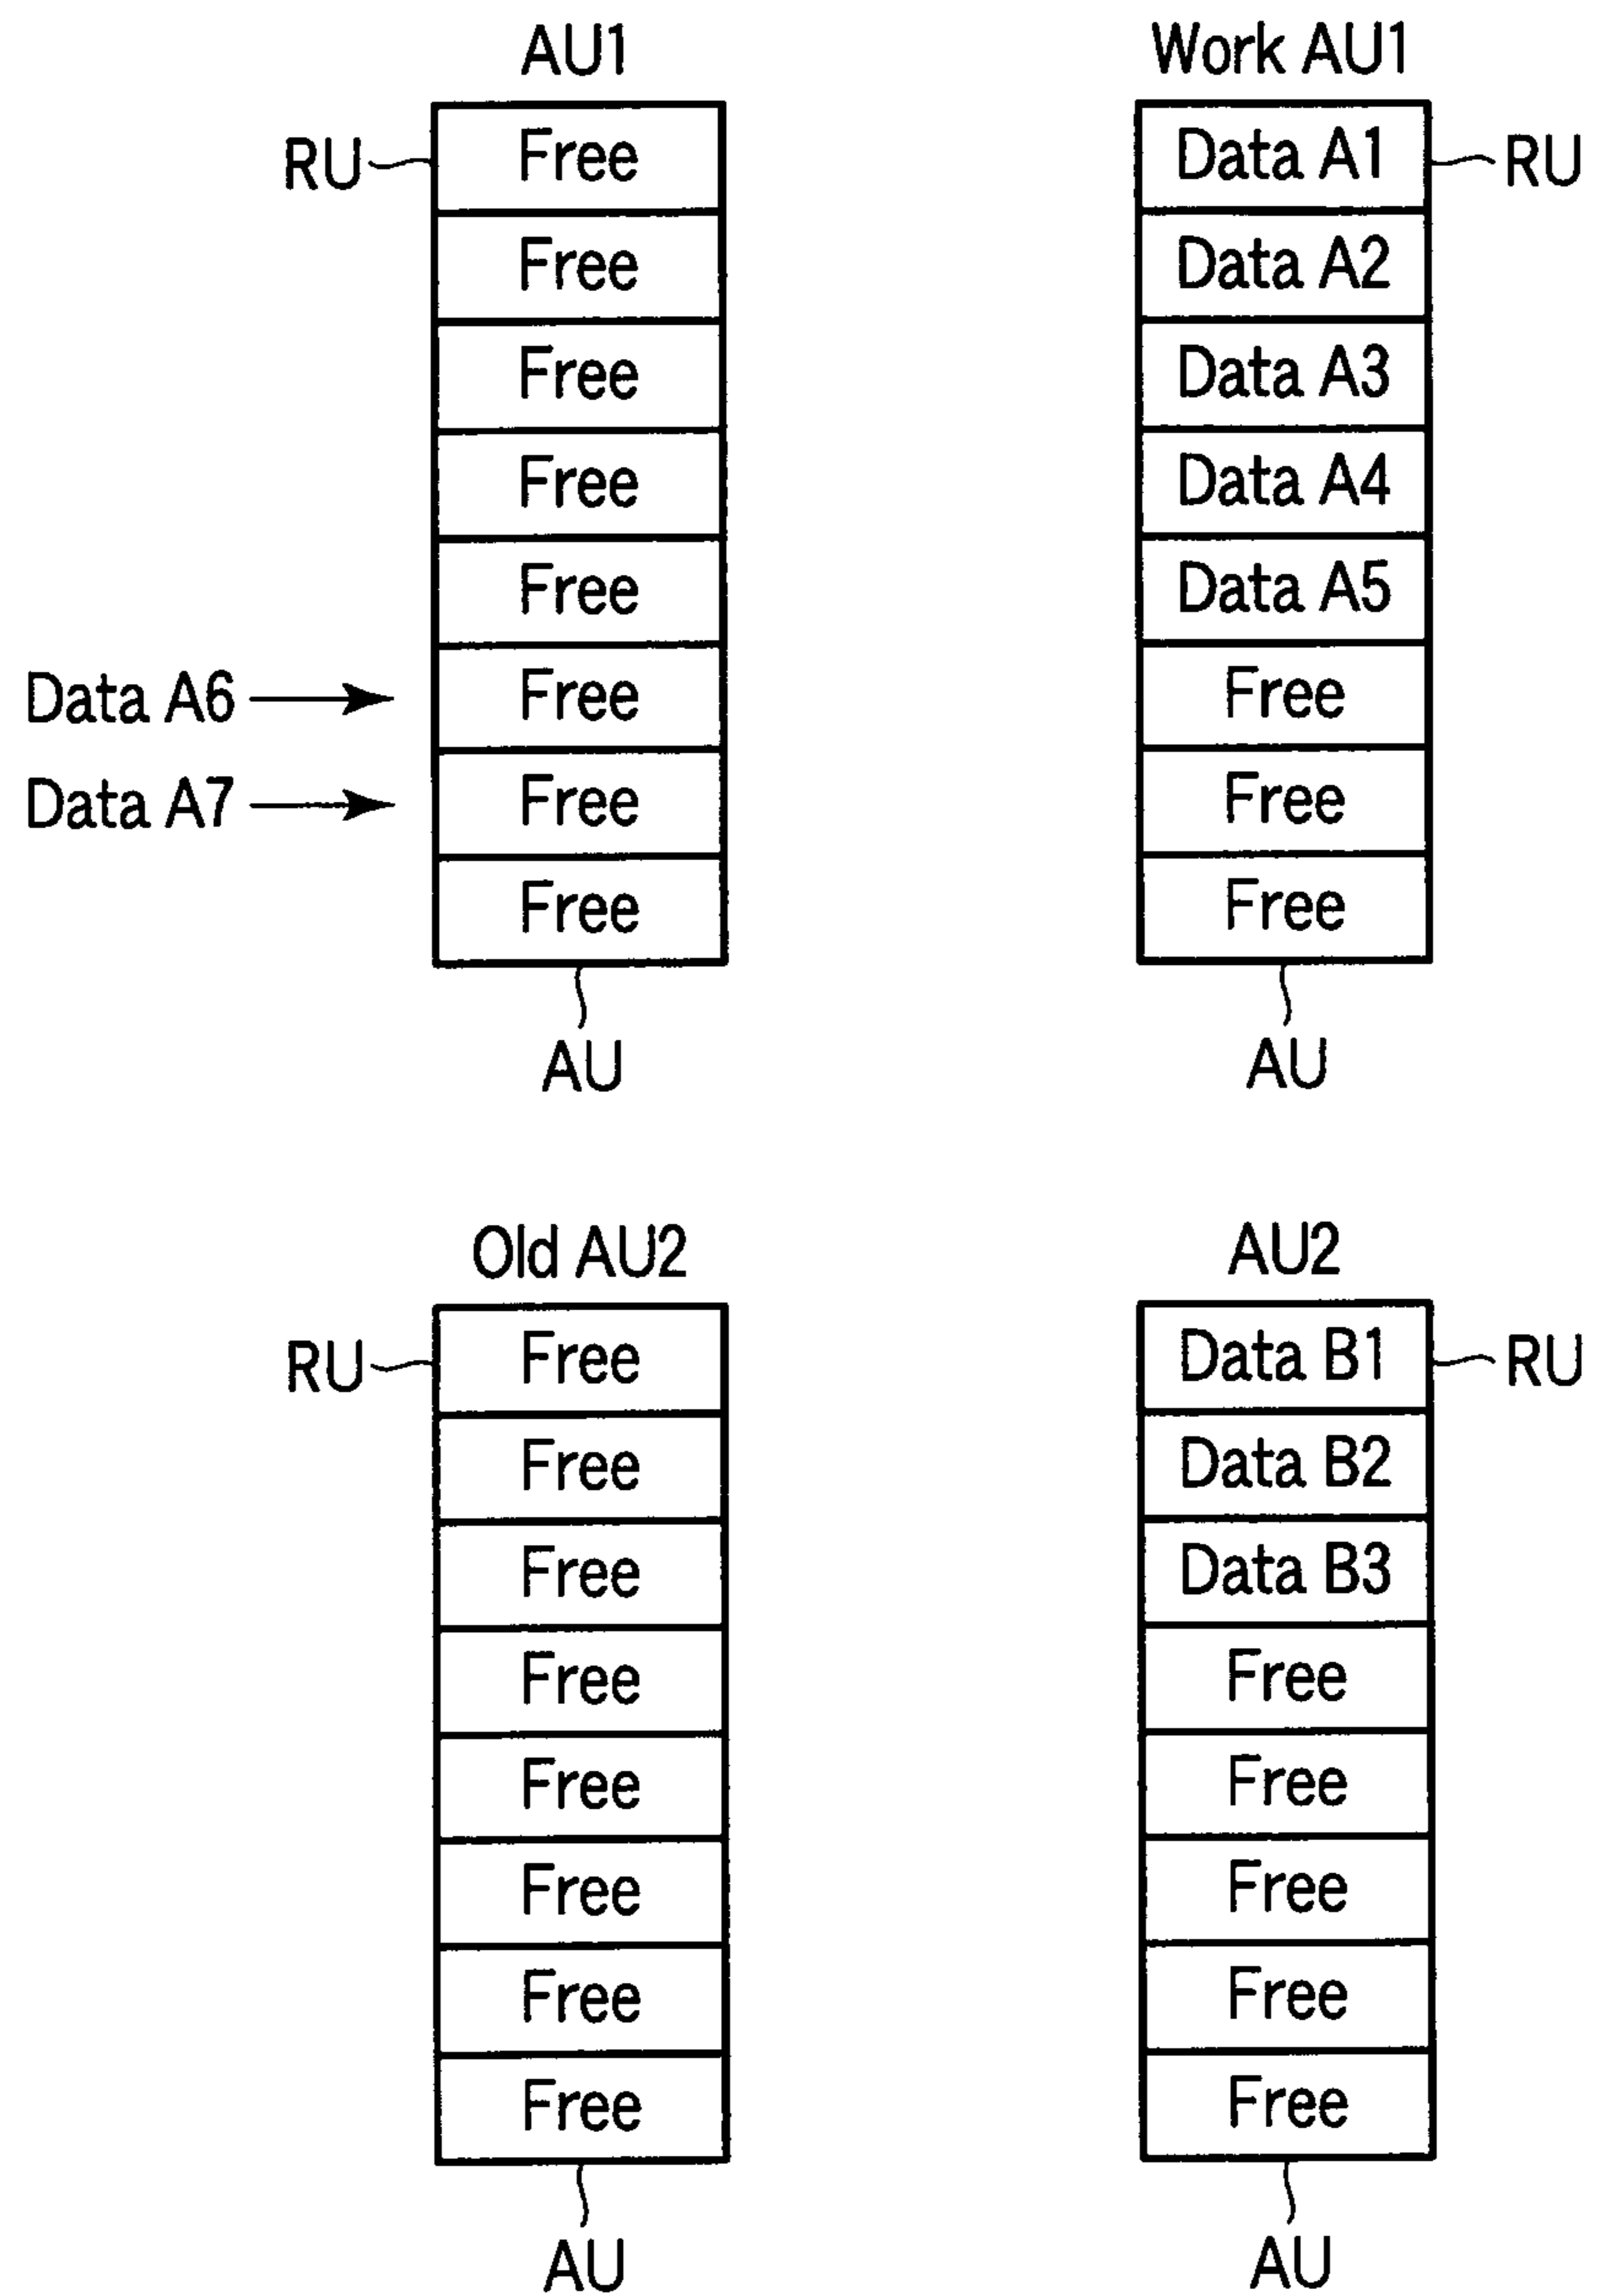 AU1
RU
Free
Free
Free
Free
Free
Data A6
Free
Data A7
Free
Free
AU
Work AU1
Data A1
RU
Data A2
Data A3
Data A4
Data A5
Free
Free
Free
AU
Old AU2
RU
Free
Free
Free
Free
Free
Free
Free
Free
AU
AU2
Data B1
RU
Data B2
Data B3
Free
Free
Free
Free
Free
AU